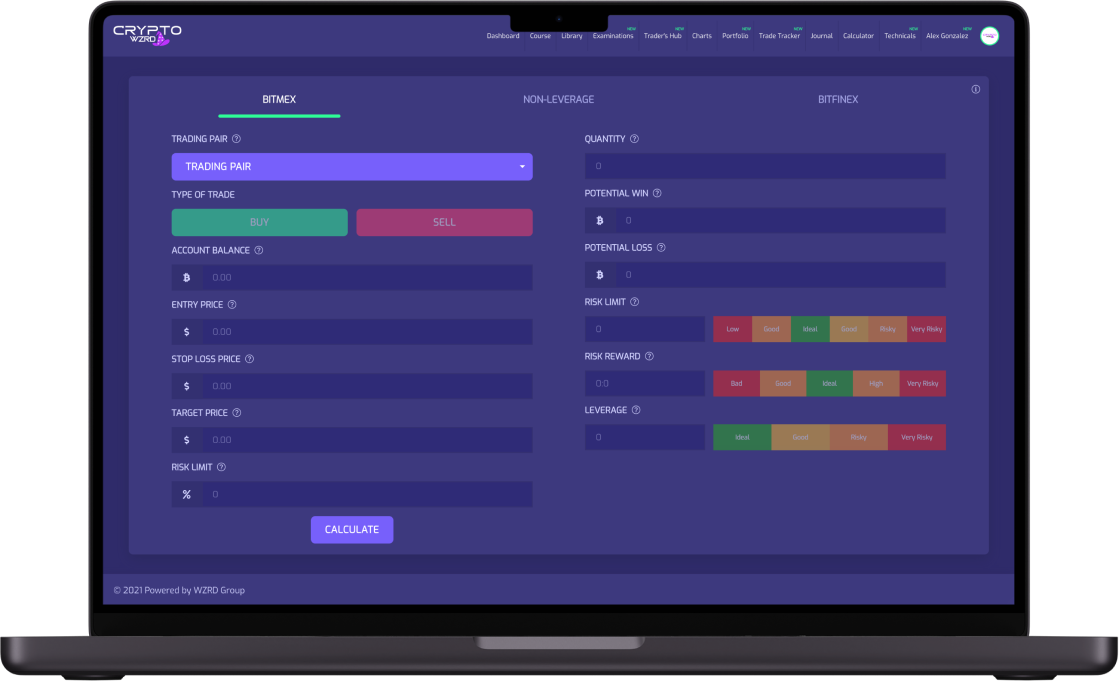 CRYPTO
WZRD
Dashboard Course Library Examinations NEW Trader's Hub NEW Charts Portfolio NEW Trade Tracker NEW Journal Calculator Technicals NEW Alex Gonzalez NEW
BITMEX NON-LEVERAGE BITFINEX
TRADING PAIR ?
TRADING PAIR
TYPE OF TRADE
BUY SELL
ACCOUNT BALANCE ?
0.00
ENTRY PRICE ?
$ 0.00
STOP LOSS PRICE ?
$ 0.00
TARGET PRICE ?
$ 0.00
RISK LIMIT ?
% 0
CALCULATE
QUANTITY ?
0
POTENTIAL WIN ?
0
POTENTIAL LOSS ?
0
RISK LIMIT ?
0 Low Good Ideal Good Risky Very Risky
RISK REWARD ?
0:0 Bad Good Ideal High Very Risky
LEVERAGE ?
0 Ideal Good Risky Very Risky
© 2021 Powered by WZRD Group